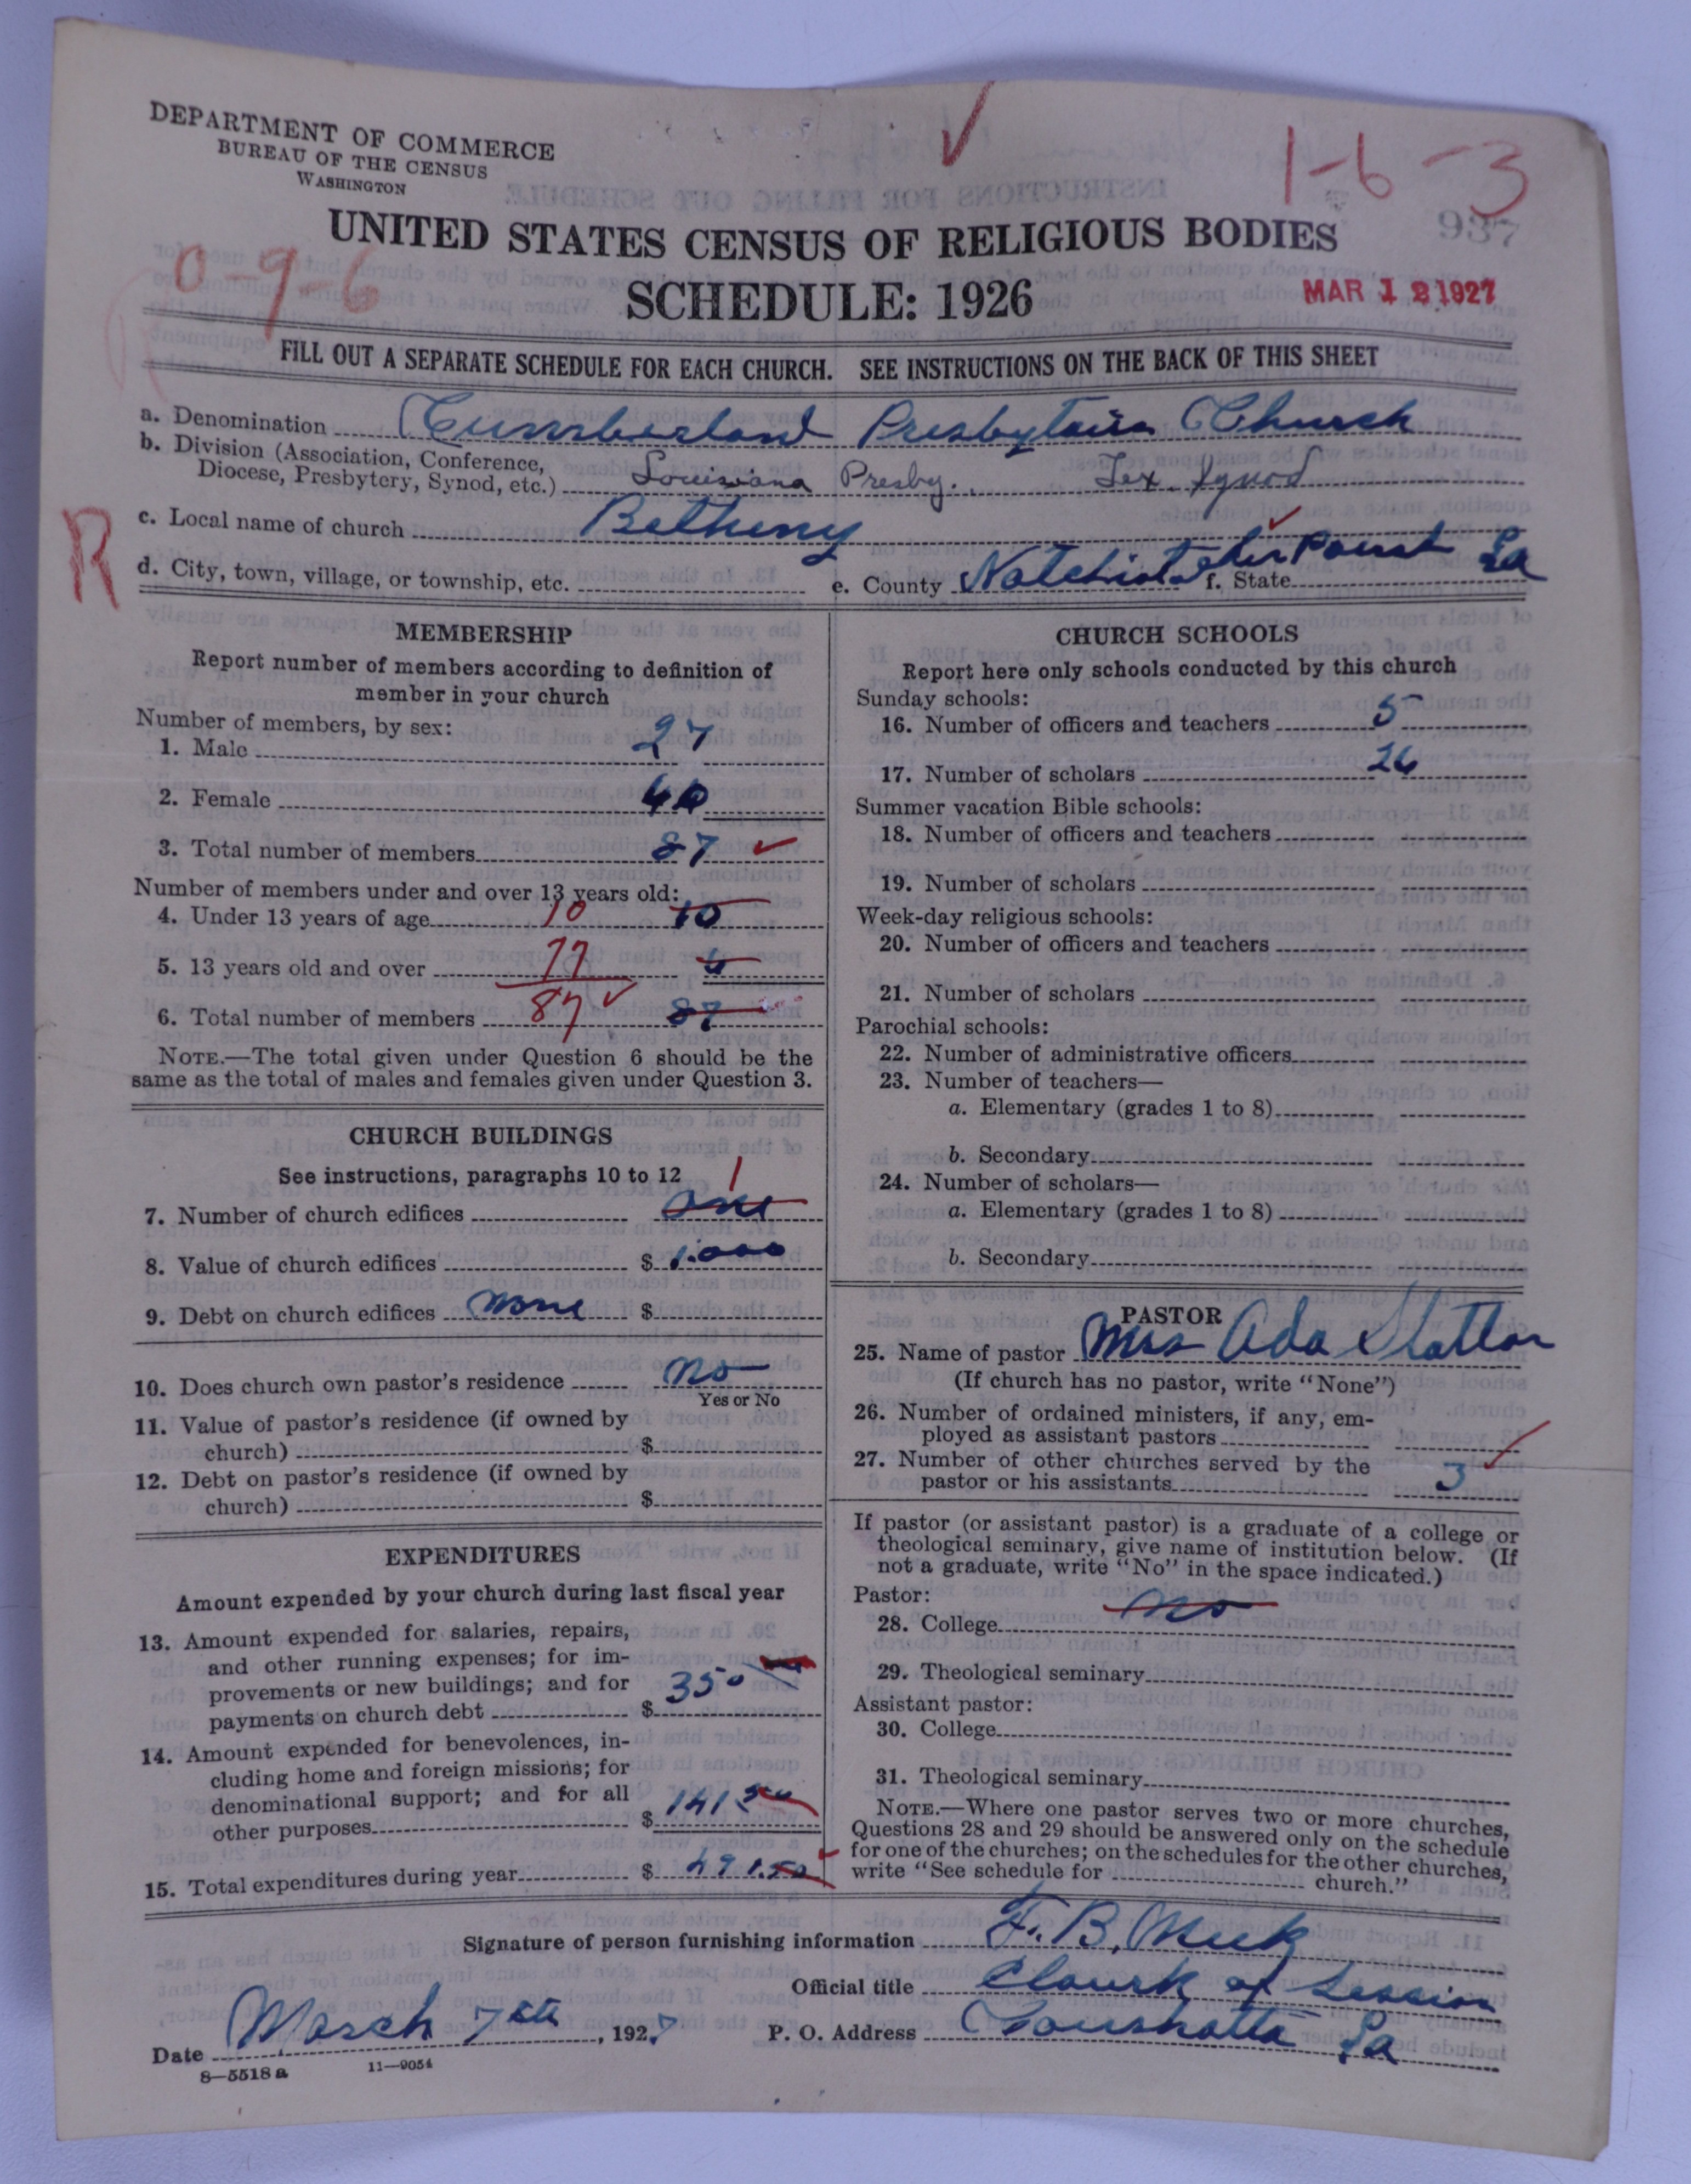 DEPARTMENT OF COMMERCE
BUREAU OF THE CENSUS
WASHINGTON
1-6-3
937
UNITED STATES CENSUS OF RELIGIOUS BODIES
0-9-6
SCHEDULE: 1926
MAR 12 1927
FILL OUT A SEPARATE SCHEDULE FOR EACH CHURCH. SEE INSTRUCTIONS ON THE BACK OF THIS SHEET
a. Denomination Cumberland Presbyterian Church
b. Division (Association, Conference,
Diocese, Presbytery, Synod, etc.) Louisiana Presby. Tex. Synod
R
c. Local name of church Betheny
d. City, town, village, or township, etc. e. County f. State La
MEMBERSHIP
Report number of members according to definition of
member in your church
Number of members, by sex:
1. Male 27
2. Female
3. Total number of members 87
Number of members under and over 13 years old:
4. Under 13 years of age 10 10
5. 13 years old and over 77
6. Total number of members 87 87
NOTE.—The total given under Question 6 should be the
same as the total of males and females given under Question 3.
CHURCH BUILDINGS
See instructions, paragraphs 10 to 12
1
7. Number of church edifices one
8. Value of church edifices $ 1.000
9. Debt on church edifices none $
10. Does church own pastor's residence no
Yes or No
11. Value of pastor's residence (if owned by
church) $
12. Debt on pastor's residence (if owned by
church) $
EXPENDITURES
Amount expended by your church during last fiscal year
13. Amount expended for salaries, repairs,
and other running expenses; for im-
provements or new buildings; and for
payments on church debt $ 350
14. Amount expended for benevolences, in-
cluding home and foreign missions; for
denominational support; and for all
other purposes $ 141.50
15. Total expenditures during year $ 491.50
CHURCH SCHOOLS
Report here only schools conducted by this church
Sunday schools:
16. Number of officers and teachers 5
17. Number of scholars 26
Summer vacation Bible schools:
18. Number of officers and teachers
19. Number of scholars
Week-day religious schools:
20. Number of officers and teachers
21. Number of scholars
Parochial schools:
22. Number of administrative officers
23. Number of teachers—
a. Elementary (grades 1 to 8)
b. Secondary
24. Number of scholars—
a. Elementary (grades 1 to 8)
b. Secondary
PASTOR
25. Name of pastor Mrs Ada
(If church has no pastor, write "None")
26. Number of ordained ministers, if any, em-
ployed as assistant pastors
27. Number of other churches served by the
pastor or his assistants 3
If pastor (or assistant pastor) is a graduate of a college or
theological seminary, give name of institution below. (If
not a graduate, write "No" in the space indicated.)
Pastor:
28. College no
29. Theological seminary
Assistant pastor:
30. College
31. Theological seminary
NOTE.—Where one pastor serves two or more churches,
Questions 28 and 29 should be answered only on the schedule
for one of the churches; on the schedules for the other churches,
write "See schedule for church."
Signature of person furnishing information F. B. Meek
Official title Clourk of Session
Date March 7th, 1927 P. O. Address Coushatta La
8—5518 a 11—9054